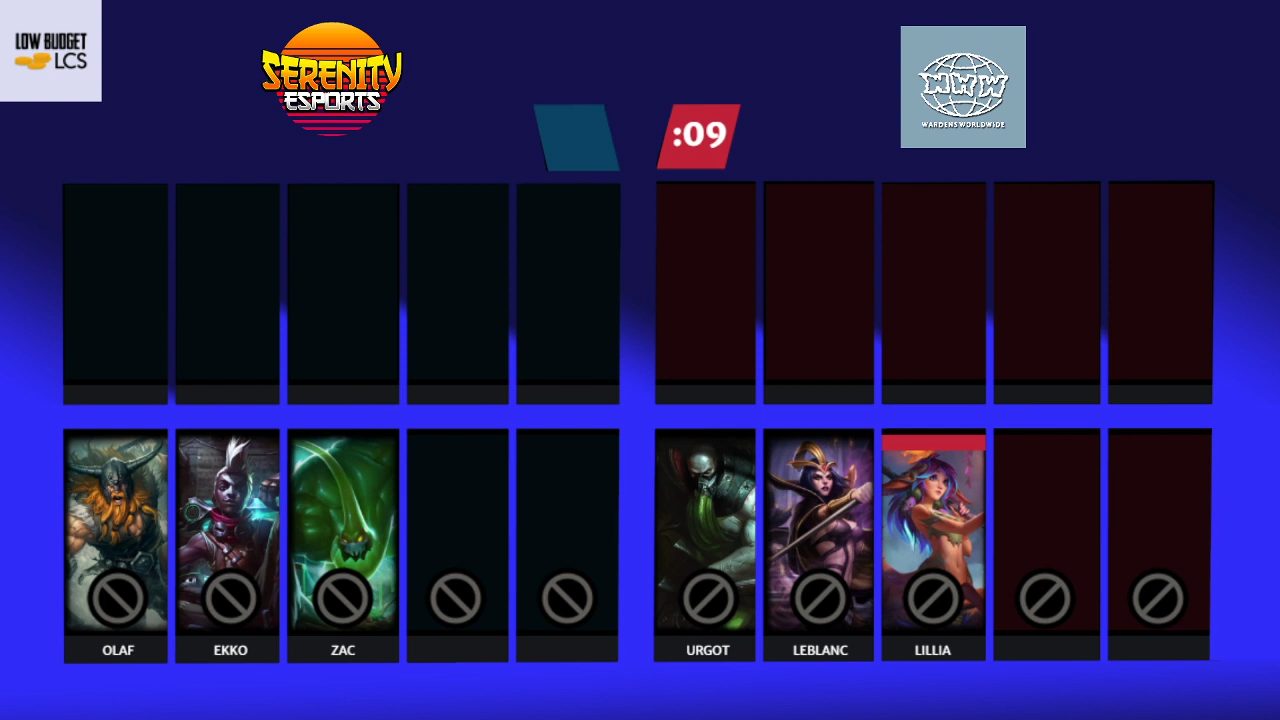 LOW BUDGET
LCS
SERENITY
ESPORTS
WWW
WARDENS WORLDWIDE
:09
OLAF
EKKO
ZAC
URGOT
LEBLANC
LILLIA